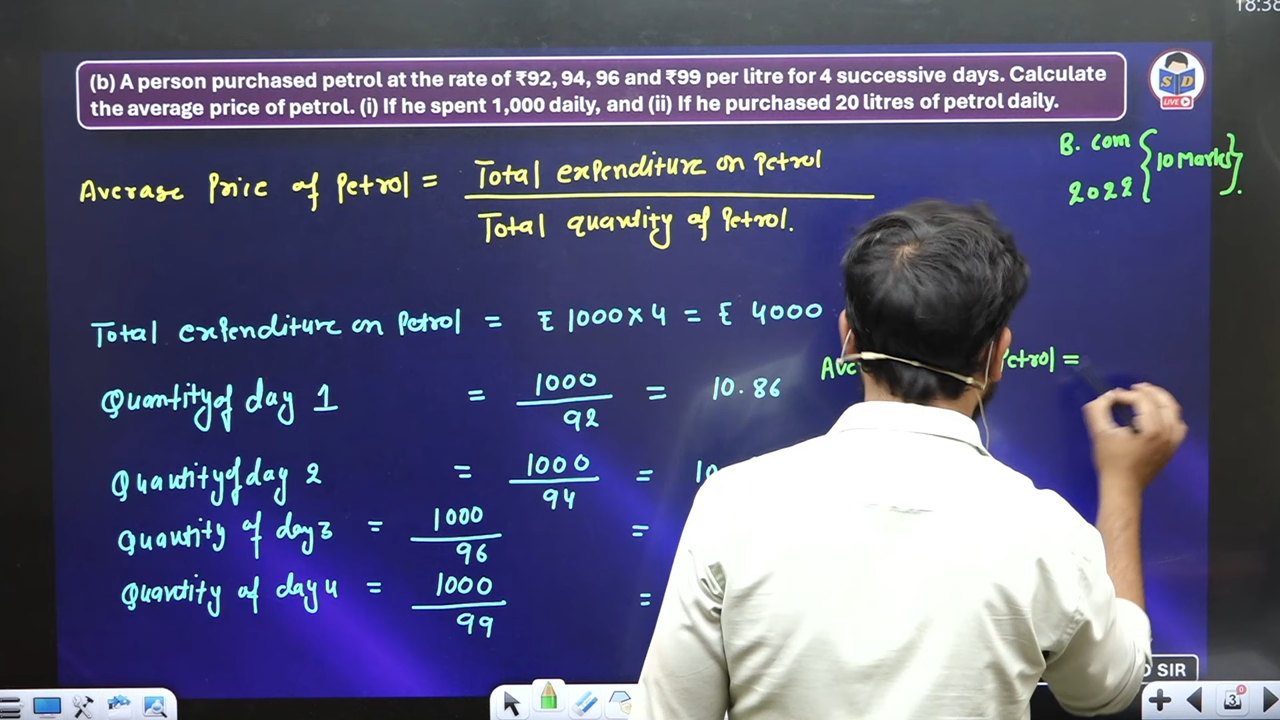 18:38
(b) A person purchased petrol at the rate of ₹92, 94, 96 and ₹99 per litre for 4 successive days. Calculate
the average price of petrol. (i) If he spent 1,000 daily, and (ii) If he purchased 20 litres of petrol daily.
S D
LIVE
B. com
2022
10 Marks
Average Price of Petrol = Total expenditure on Petrol
Total quantity of Petrol.
Total expenditure on Petrol = ₹ 1000 × 4 = ₹ 4000
Petrol =
Quantity of day 1 = 1000 / 92 = 10.86
Quantity of day 2 = 1000 / 94 =
Quantity of day 3 = 1000 / 96 =
Quantity of day 4 = 1000 / 99 =
SIR
3